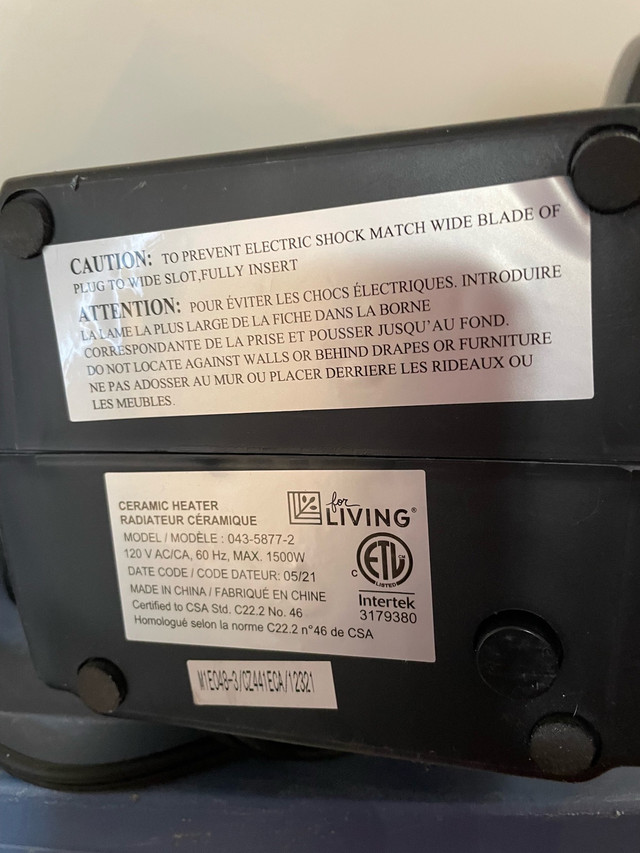 CAUTION: TO PREVENT ELECTRIC SHOCK MATCH WIDE BLADE OF
PLUG TO WIDE SLOT,FULLY INSERT
ATTENTION: POUR ÉVITER LES CHOCS ÉLECTRIQUES. INTRODUIRE
LA LAME LA PLUS LARGE DE LA FICHE DANS LA BORNE
CORRESPONDANTE DE LA PRISE ET POUSSER JUSQU'AU FOND.
DO NOT LOCATE AGAINST WALLS OR BEHIND DRAPES OR FURNITURE
NE PAS ADOSSER AU MUR OU PLACER DERRIERE LES RIDEAUX OU
LES MEUBLES.
CERAMIC HEATER
RADIATEUR CÉRAMIQUE
MODEL / MODÈLE : 043-5877-2
120 V AC/CA, 60 Hz, MAX. 1500W
DATE CODE / CODE DATEUR: 05/21
MADE IN CHINA / FABRIQUÉ EN CHINE
Certified to CSA Std. C22.2 No. 46
Homologué selon la norme C22.2 n°46 de CSA
for
LIVING®
C ETL
LISTED
Intertek
3179380
M1EC48-3/CZ441ECA/12321